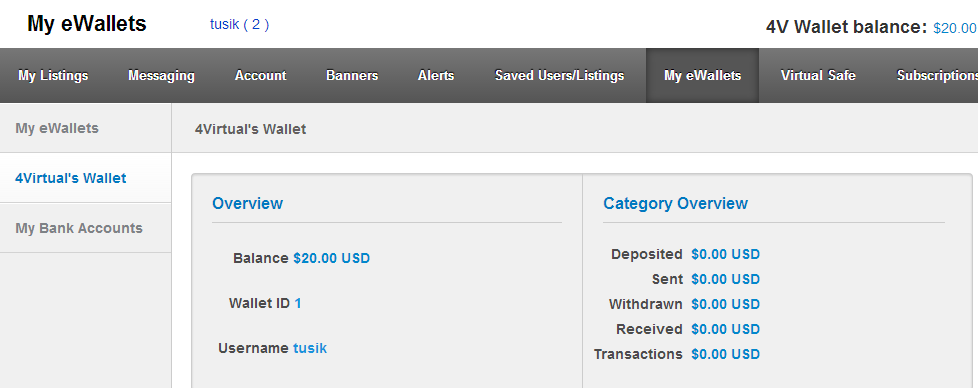 My eWallets tusik ( 2 ) 4V Wallet balance: $20.00
My Listings Messaging Account Banners Alerts Saved Users/Listings My eWallets Virtual Safe Subscriptions
My eWallets
4Virtual's Wallet
My Bank Accounts
4Virtual's Wallet
Overview
Balance $20.00 USD
Wallet ID 1
Username tusik
Category Overview
Deposited $0.00 USD
Sent $0.00 USD
Withdrawn $0.00 USD
Received $0.00 USD
Transactions $0.00 USD